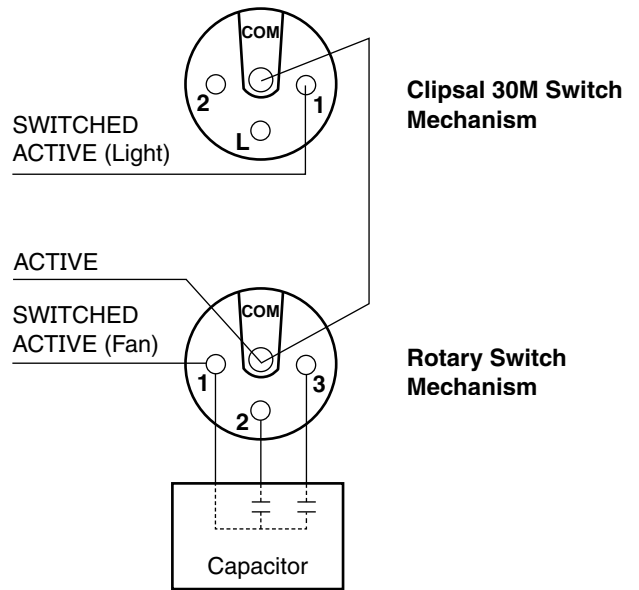 COM
2
1
L
Clipsal 30M Switch
Mechanism
SWITCHED
ACTIVE (Light)
ACTIVE
SWITCHED
ACTIVE (Fan)
COM
1
3
2
Rotary Switch
Mechanism
Capacitor